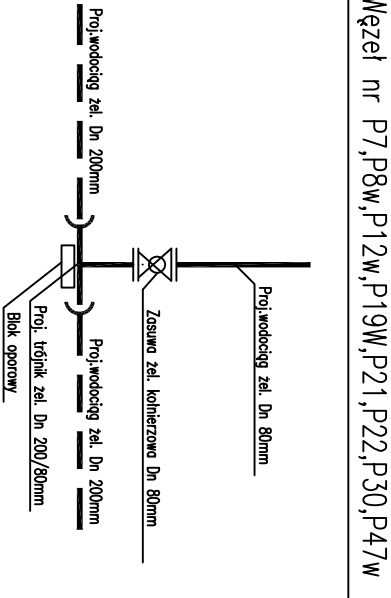 Węzeł nr P7,P8w,P12w,P19W,P21,P22,P30,P47w
Proj.wodociąg żel. Dn 80mm
Zasuwa żel. kołnierzowa Dn 80mm
Proj.wodociąg żel. Dn 200mm
Proj.wodociąg żel. Dn 200mm
Proj. trójnik żel. Dn 200/80mm
Blok oporowy